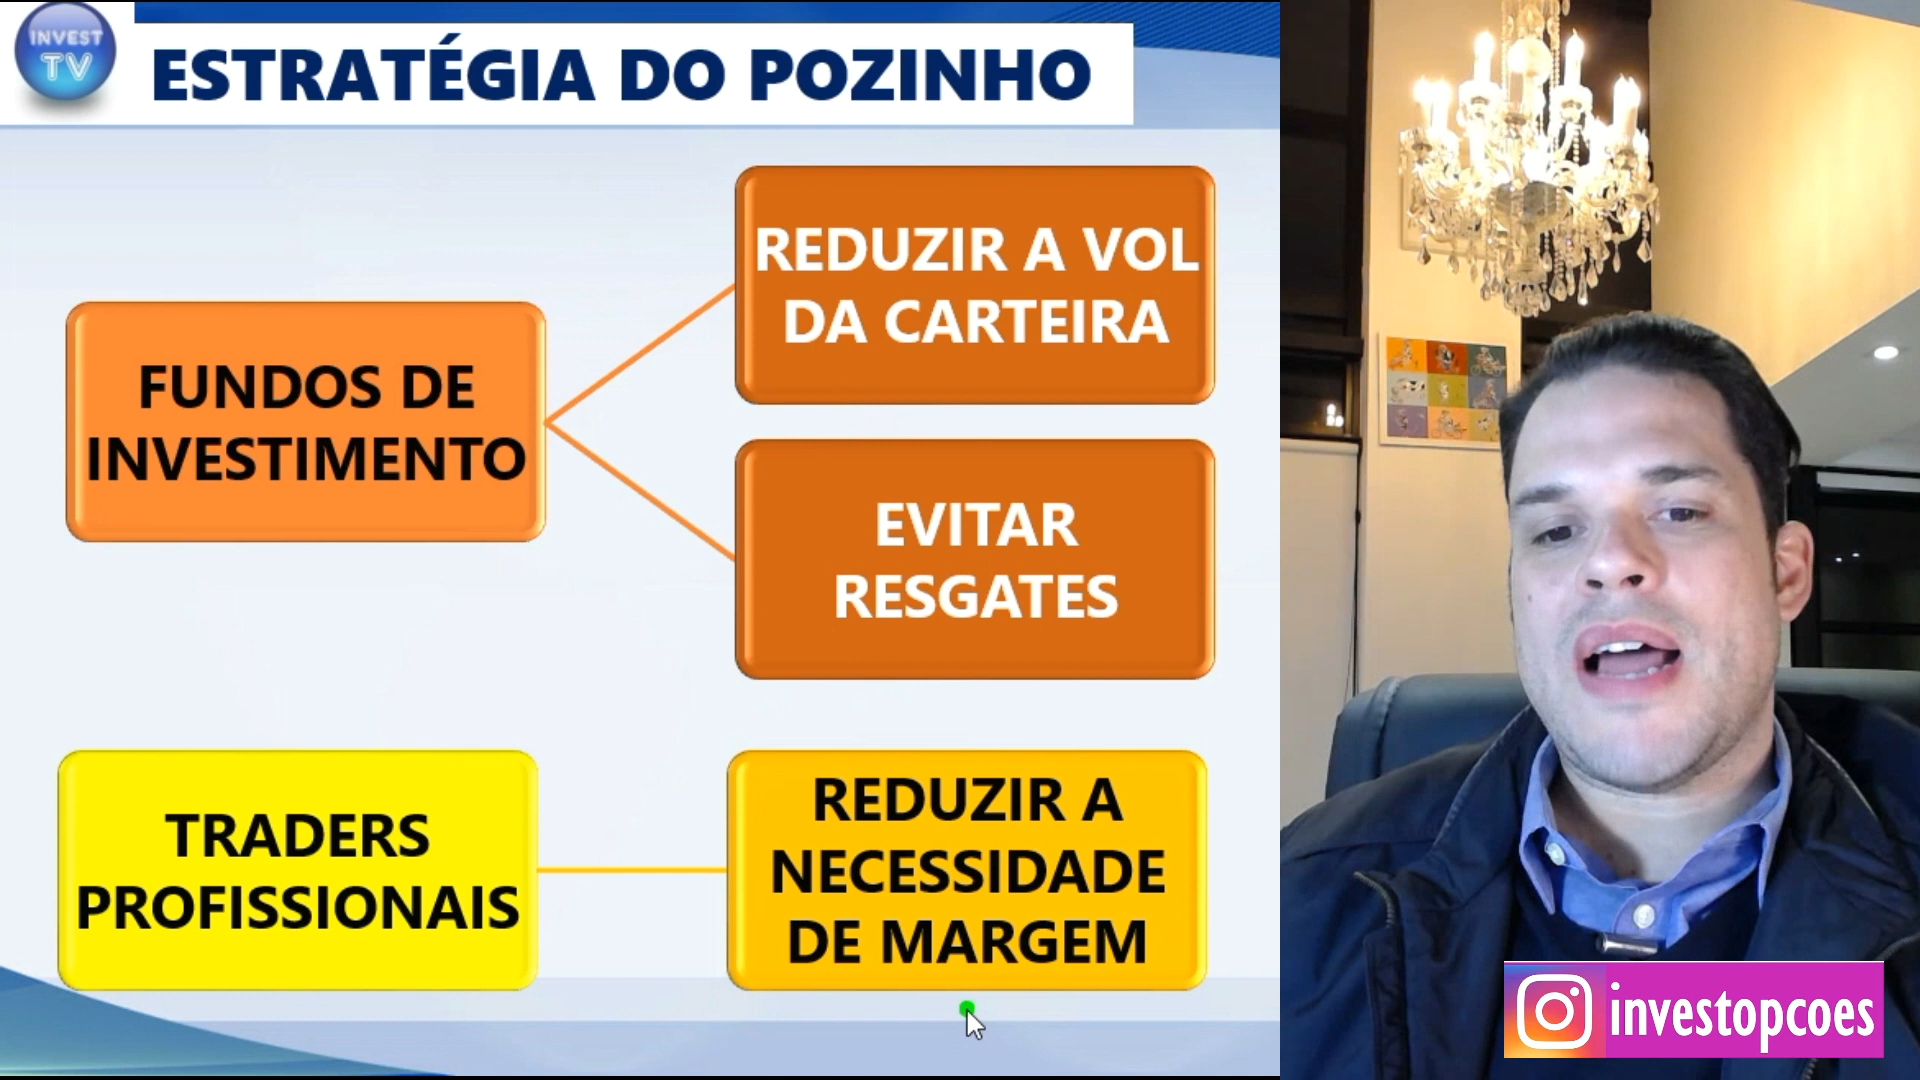 INVEST
TV
ESTRATÉGIA DO POZINHO
FUNDOS DE
INVESTIMENTO
REDUZIR A VOL
DA CARTEIRA
EVITAR
RESGATES
TRADERS
PROFISSIONAIS
REDUZIR A
NECESSIDADE
DE MARGEM
investopcoes